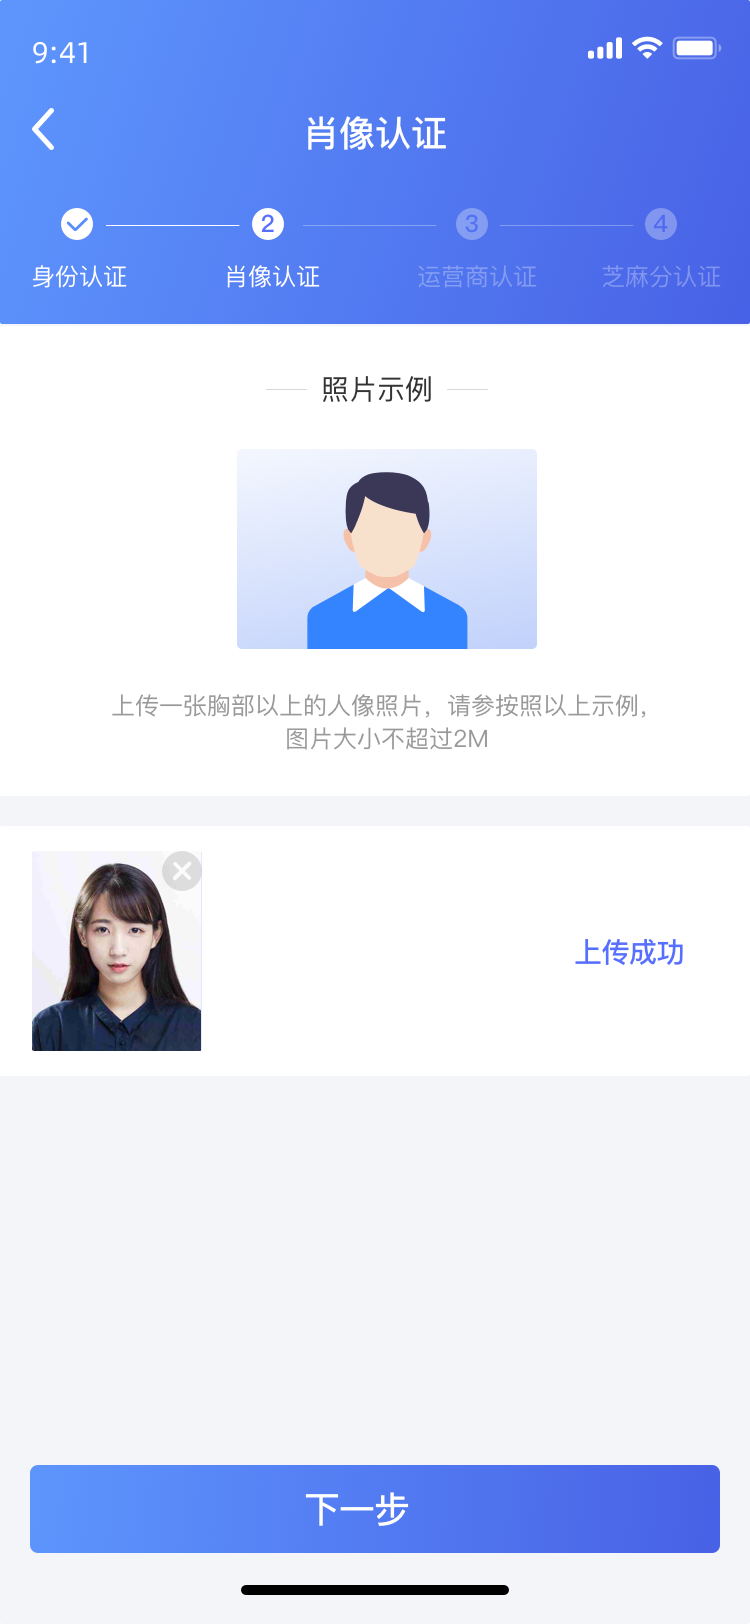 9:41
肖像认证
2
3
4
身份认证
肖像认证
运营商认证
芝麻分认证
照片示例
上传一张胸部以上的人像照片，请参按照以上示例，
图片大小不超过2M
上传成功
下一步